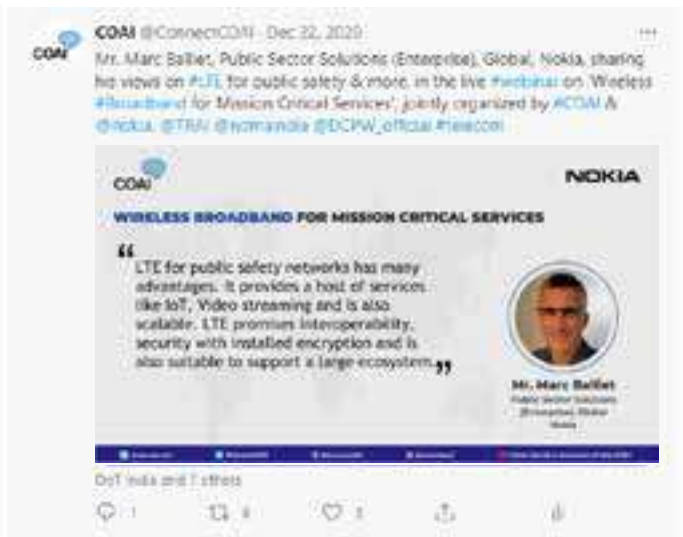 COAI @ConnectCOAI · Dec 22, 2020
COAI
Mr. Marc Balliet, Public Sector Solutions (Enterprise), Global, Nokia, sharing
his views on #LTE for public safety & more, in the live #webinar on 'Wireless
#Broadband for Mission Critical Services', jointly organized by #COAI &
@nokia. @TRAI @nokiaindia @DCPW_official #telecom
COAI
NOKIA
WIRELESS BROADBAND FOR MISSION CRITICAL SERVICES
“
LTE for public safety networks has many
advantages. It provides a host of services
like IoT, Video streaming and is also
scalable. LTE promises interoperability,
security with installed encryption and is
also suitable to support a large ecosystem.”
Mr. Marc Balliet
Public Sector Solutions
(Enterprise), Global
Nokia
DoT India and 7 others
1